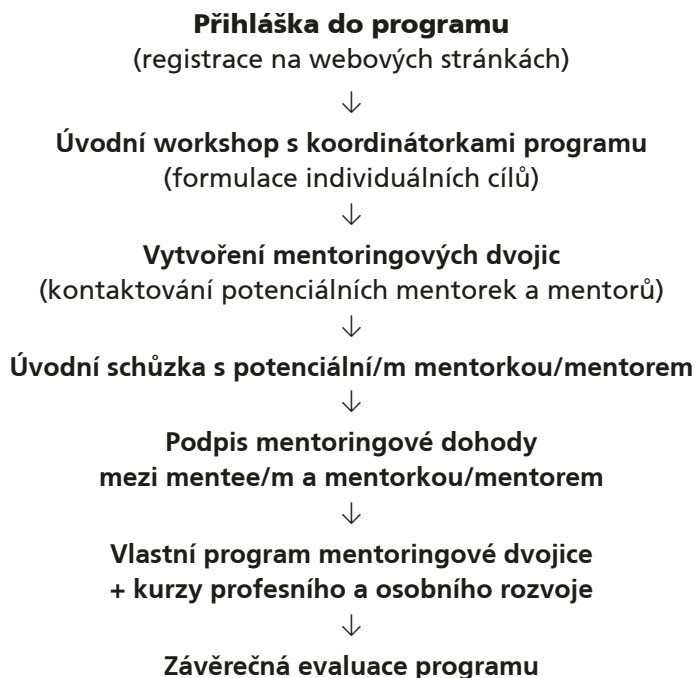 Přihláška do programu
(registrace na webových stránkách)
↓
Úvodní workshop s koordinátorkami programu
(formulace individuálních cílů)
↓
Vytvoření mentoringových dvojic
(kontaktování potenciálních mentorek a mentorů)
↓
Úvodní schůzka s potenciální/m mentorkou/mentorem
↓
Podpis mentoringové dohody
mezi mentee/m a mentorkou/mentorem
↓
Vlastní program mentoringové dvojice
+ kurzy profesního a osobního rozvoje
↓
Závěrečná evaluace programu